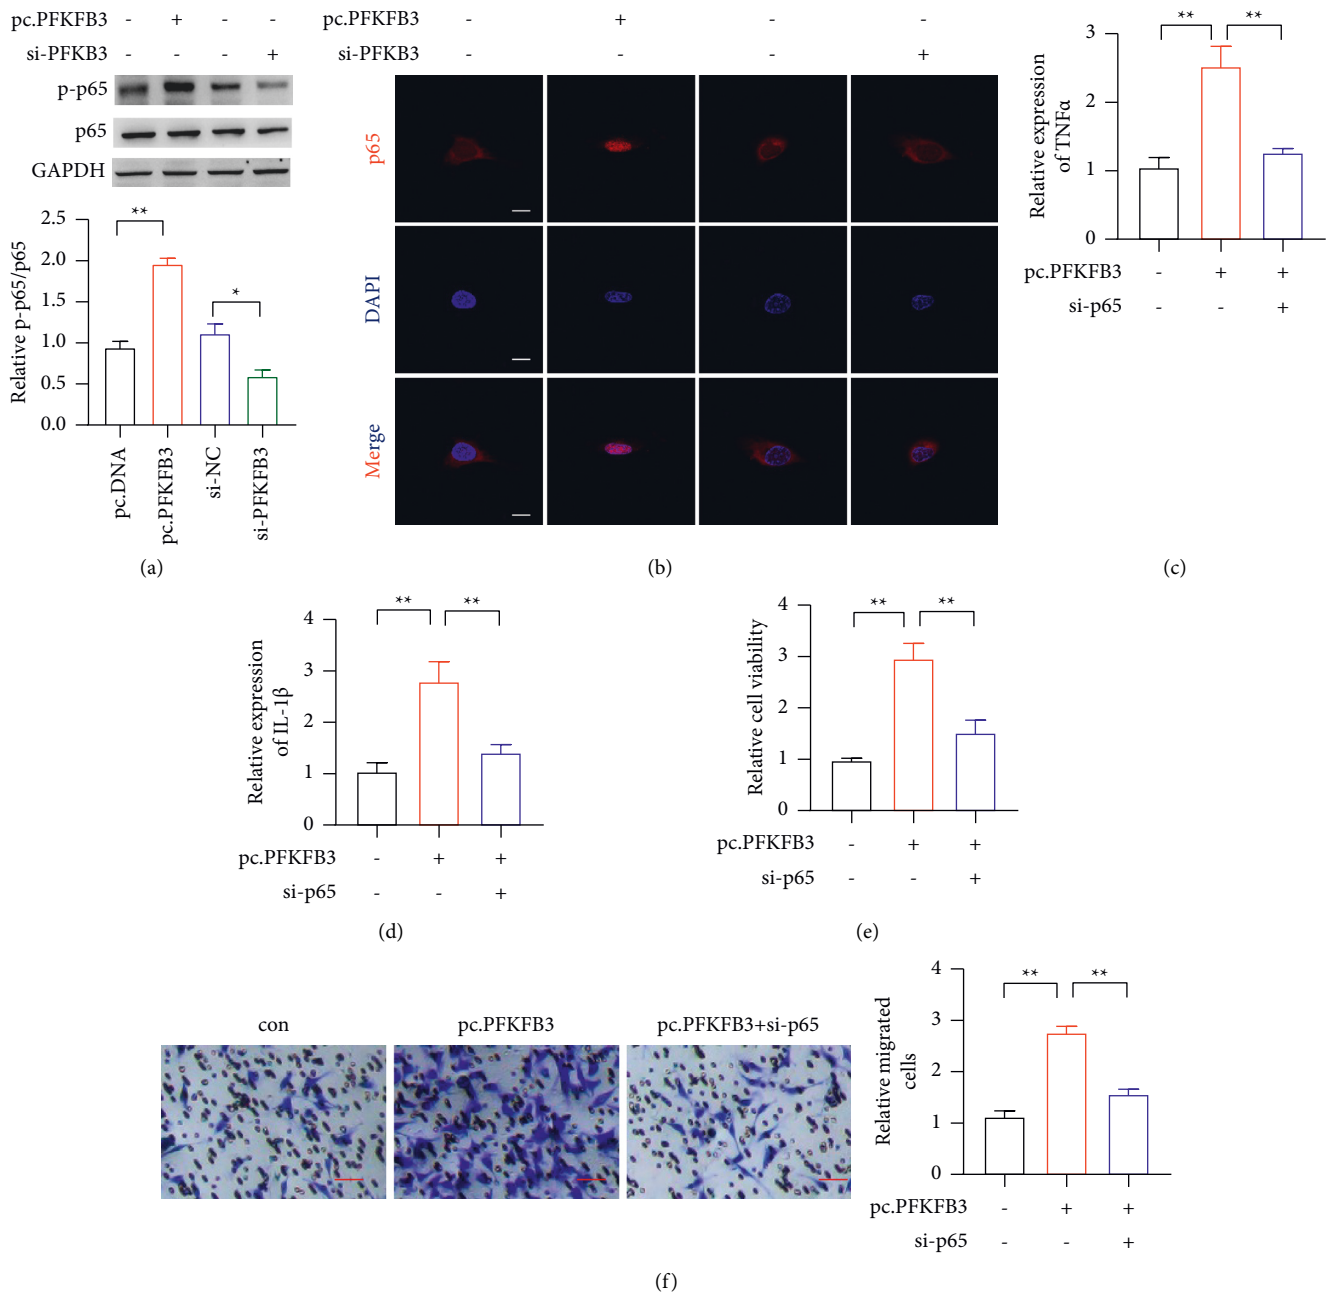 pc.PFKFB3 - + - -
si-PFKB3 - - - +
p-p65
p65
GAPDH
Relative p-p65/p65
2.5
2.0
1.5
1.0
0.5
0.0
**
*
pc.DNA
pc.PFKFB3
si-NC
si-PFKFB3
(a)
pc.PFKFB3 - + - -
si-PFKB3 - - - +
p65
DAPI
Merge
(b)
Relative expression
of TNFα
3
2
1
0
** **
pc.PFKFB3 - + +
si-p65 - - +
(c)
Relative expression
of IL-1β
4
3
2
1
0
** **
pc.PFKFB3 - + +
si-p65 - - +
(d)
Relative cell viability
4
3
2
1
0
** **
pc.PFKFB3 - + +
si-p65 - - +
(e)
con
pc.PFKFB3
pc.PFKFB3+si-p65
Relative migrated
cells
4
3
2
1
0
** **
pc.PFKFB3 - + +
si-p65 - - +
(f)